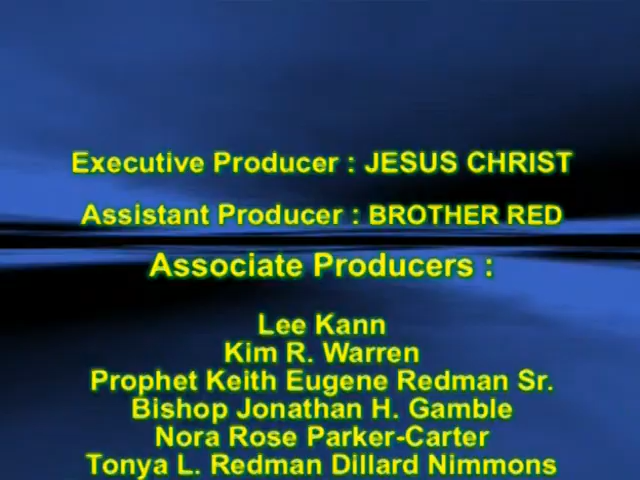 Executive Producer : JESUS CHRIST
Assistant Producer : BROTHER RED
Associate Producers :
Lee Kann
Kim R. Warren
Prophet Keith Eugene Redman Sr.
Bishop Jonathan H. Gamble
Nora Rose Parker-Carter
Tonya L. Redman Dillard Nimmons